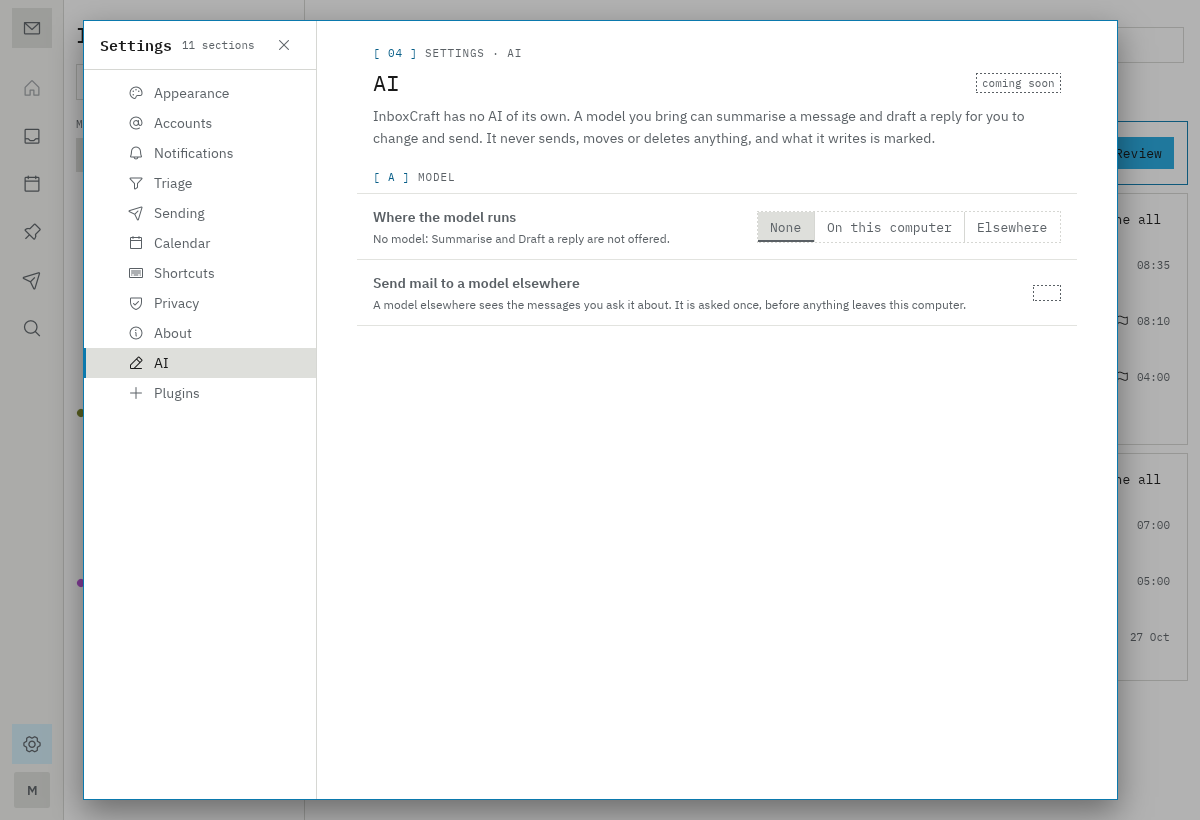 Settings 11 sections
Appearance
Accounts
Notifications
Triage
Sending
Calendar
Shortcuts
Privacy
About
AI
Plugins
M
[ 04 ] SETTINGS · AI
AI
coming soon
InboxCraft has no AI of its own. A model you bring can summarise a message and draft a reply for you to
change and send. It never sends, moves or deletes anything, and what it writes is marked.
[ A ] MODEL
Where the model runs
No model: Summarise and Draft a reply are not offered.
None On this computer Elsewhere
Send mail to a model elsewhere
A model elsewhere sees the messages you ask it about. It is asked once, before anything leaves this computer.
Review
all
08:35
08:10
04:00
all
07:00
05:00
27 Oct